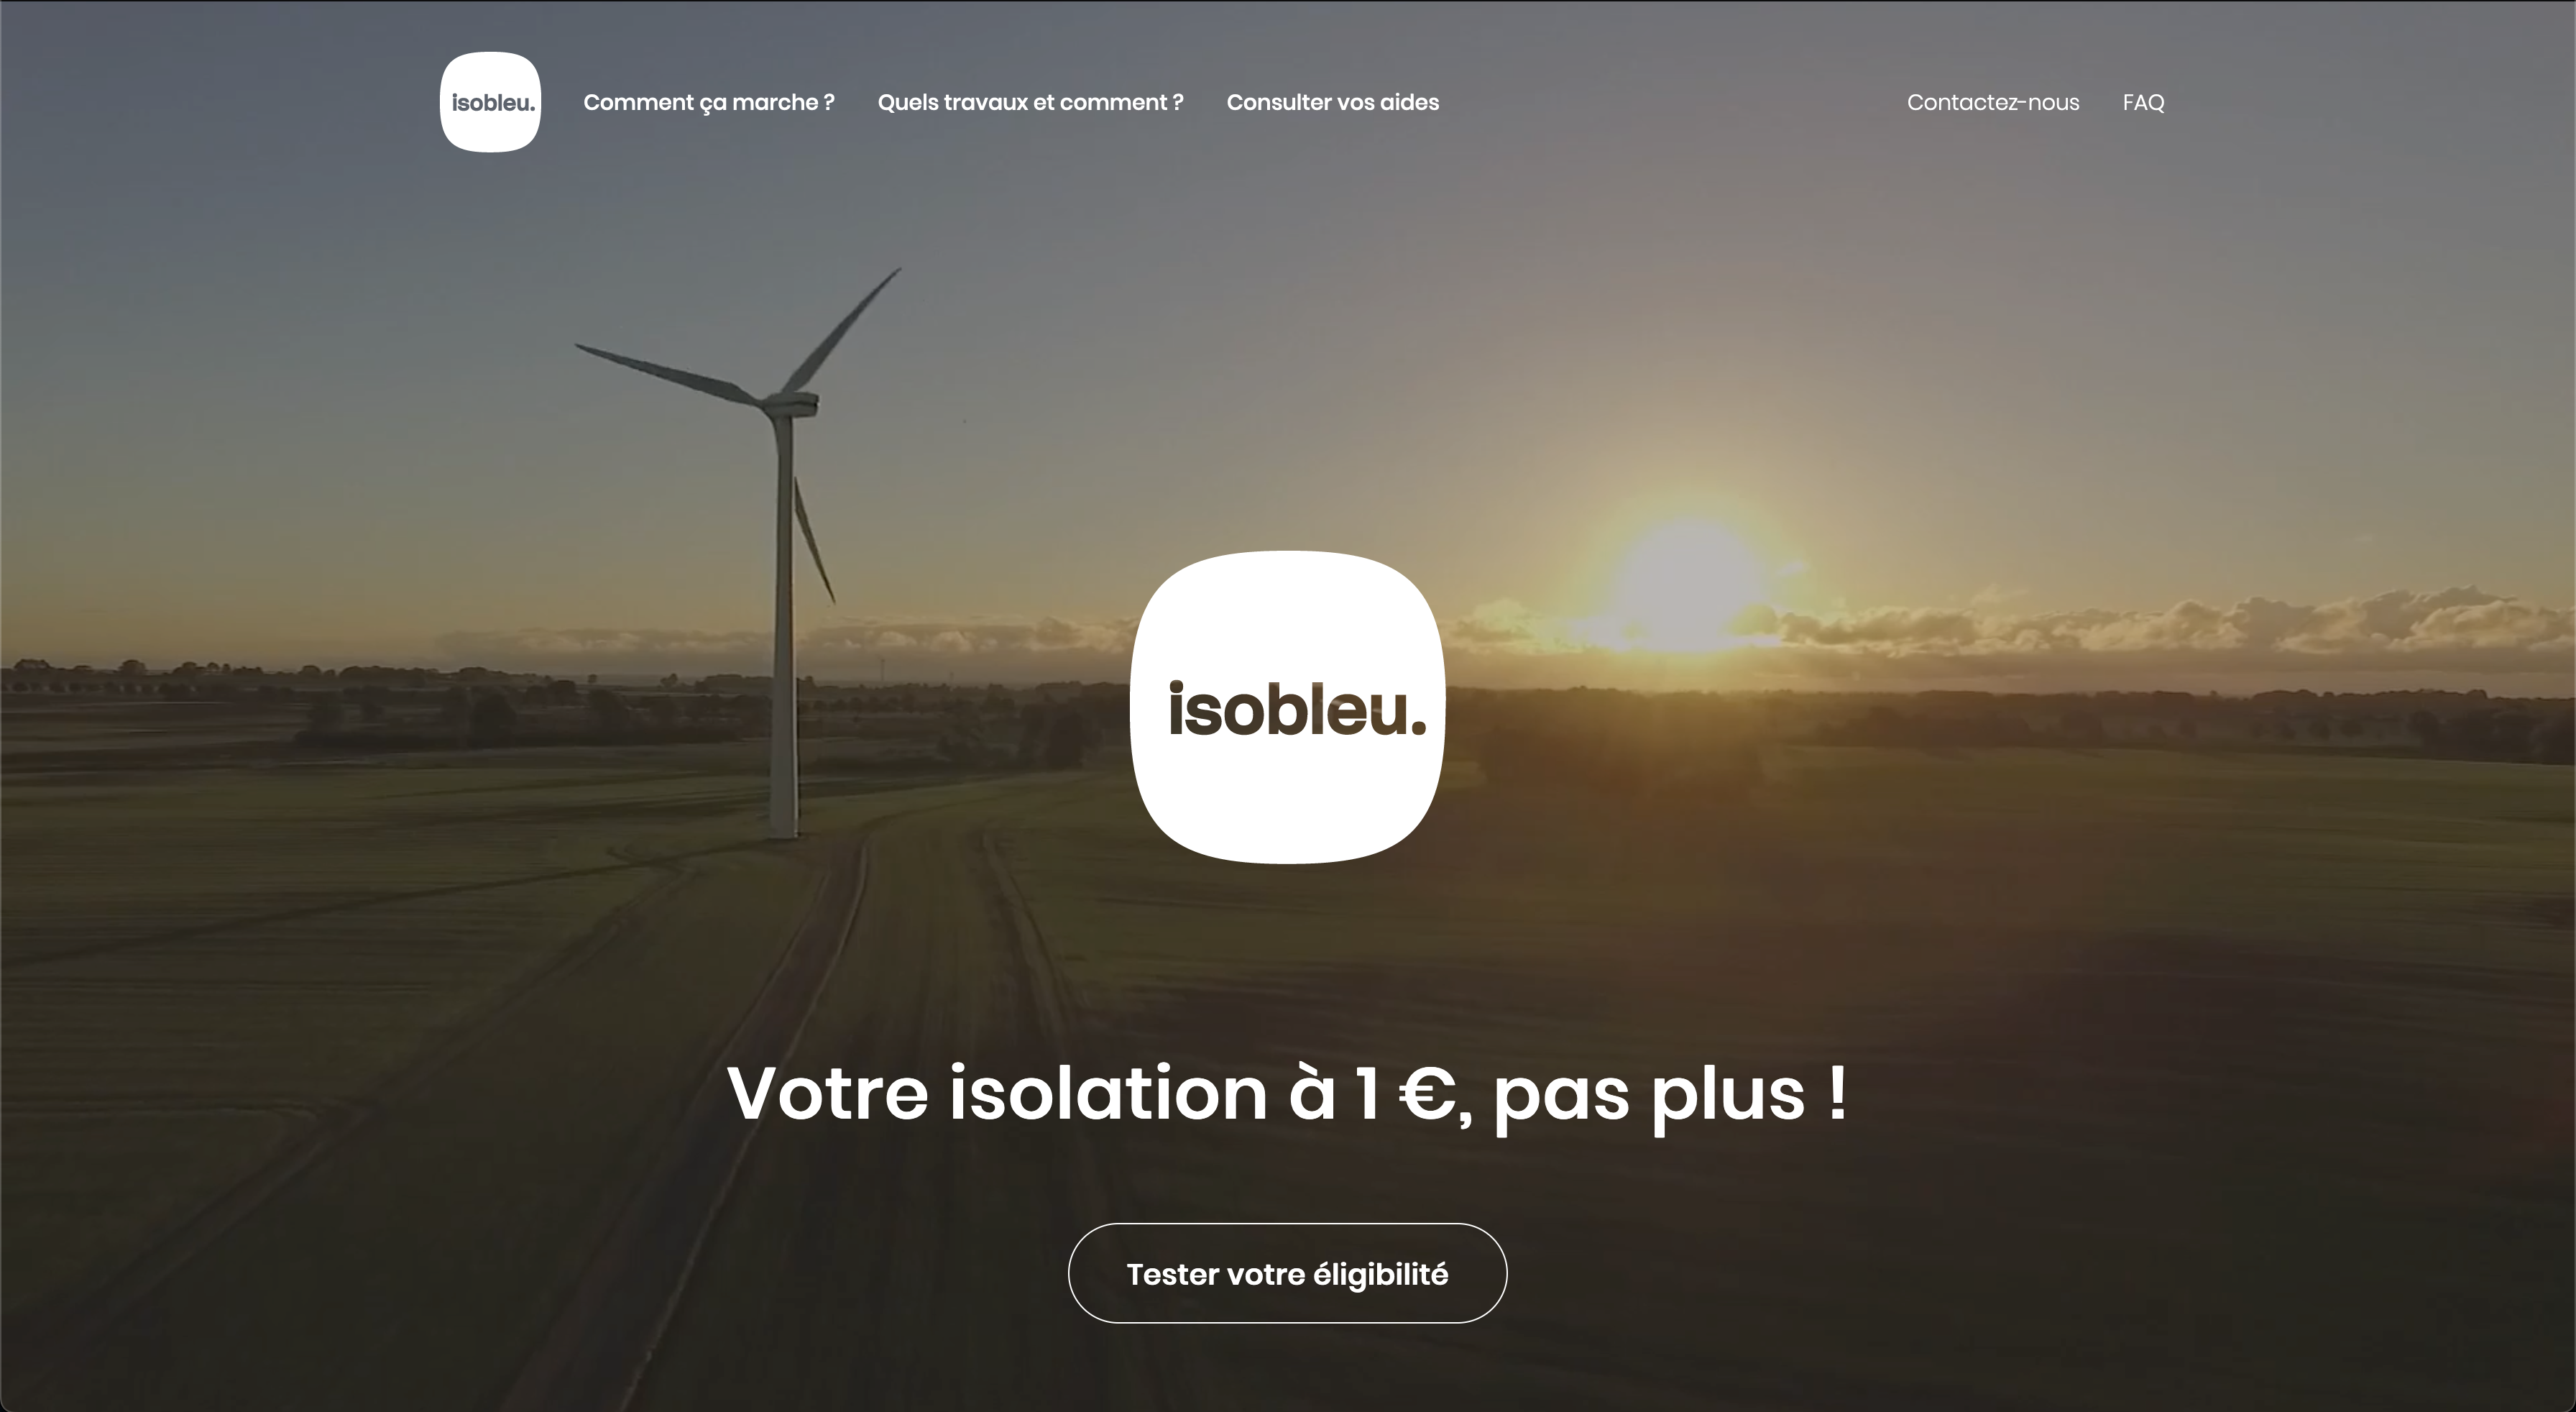 isobleu.
Comment ça marche ?
Quels travaux et comment ?
Consulter vos aides
Contactez-nous
FAQ
isobleu.
Votre isolation à 1 €, pas plus !
Tester votre éligibilité